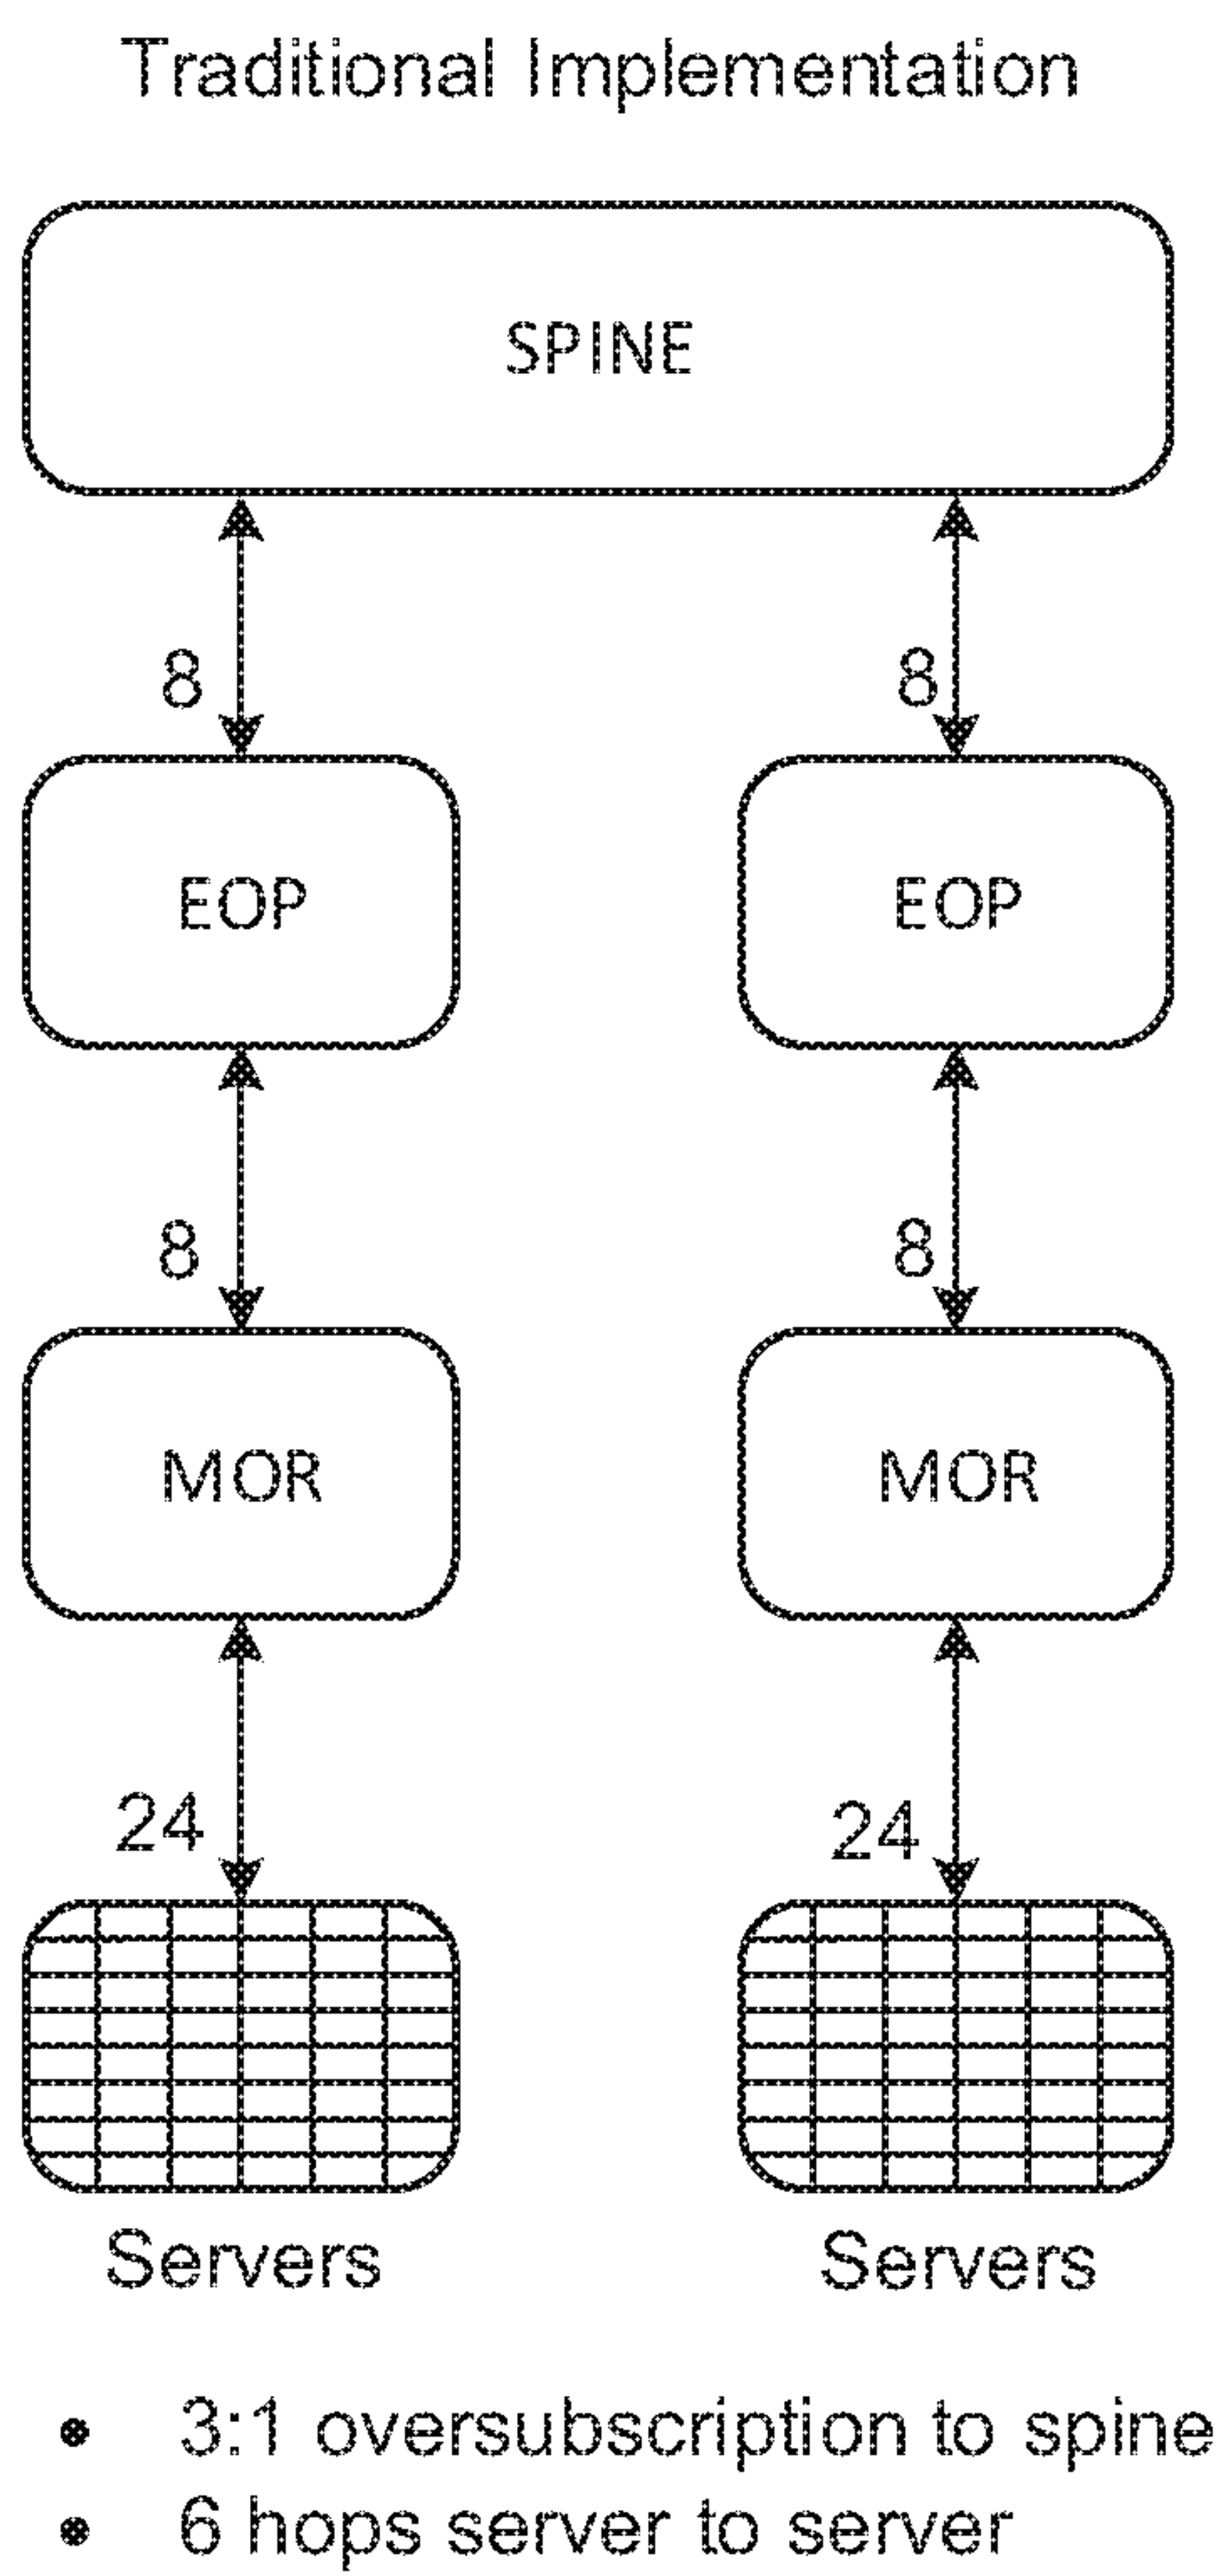 Traditional Implementation
SPINE
8 8
EOP EOP
8 8
MOR MOR
24 24
Servers Servers
• 3:1 oversubscription to spine
• 6 hops server to server